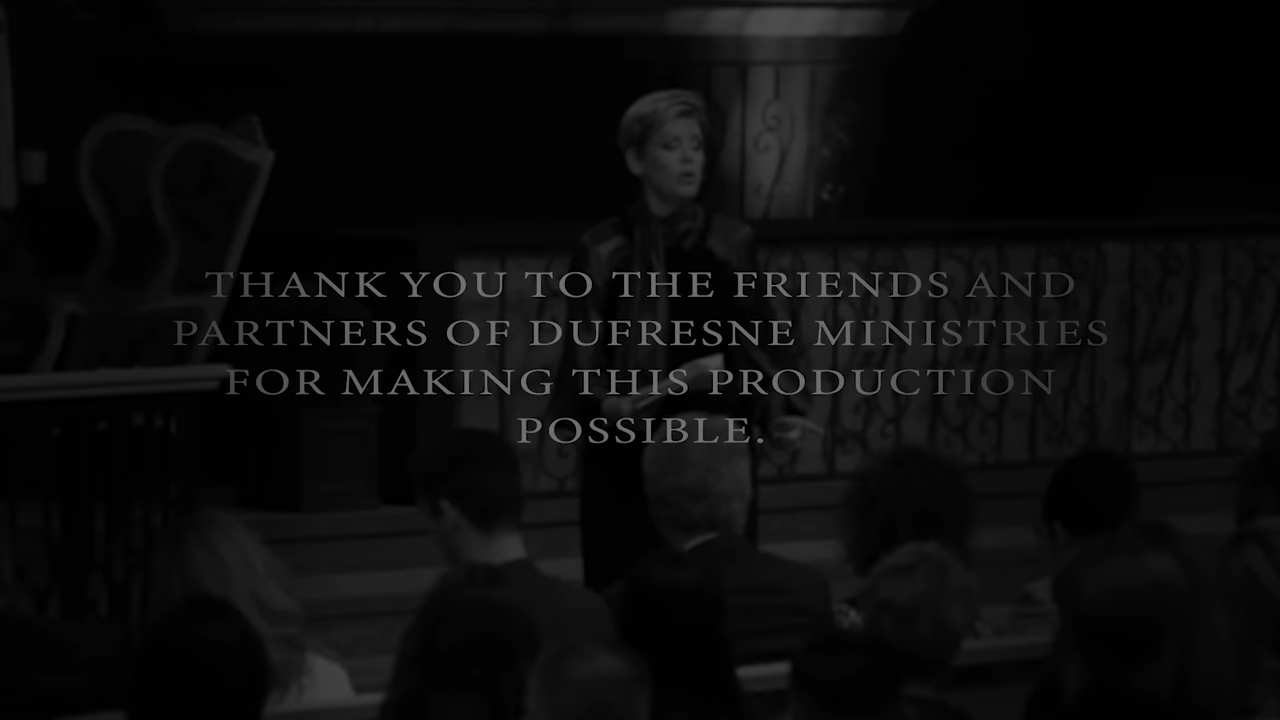 THANK YOU TO THE FRIENDS AND
PARTNERS OF DUFRESNE MINISTRIES
FOR MAKING THIS PRODUCTION
POSSIBLE.